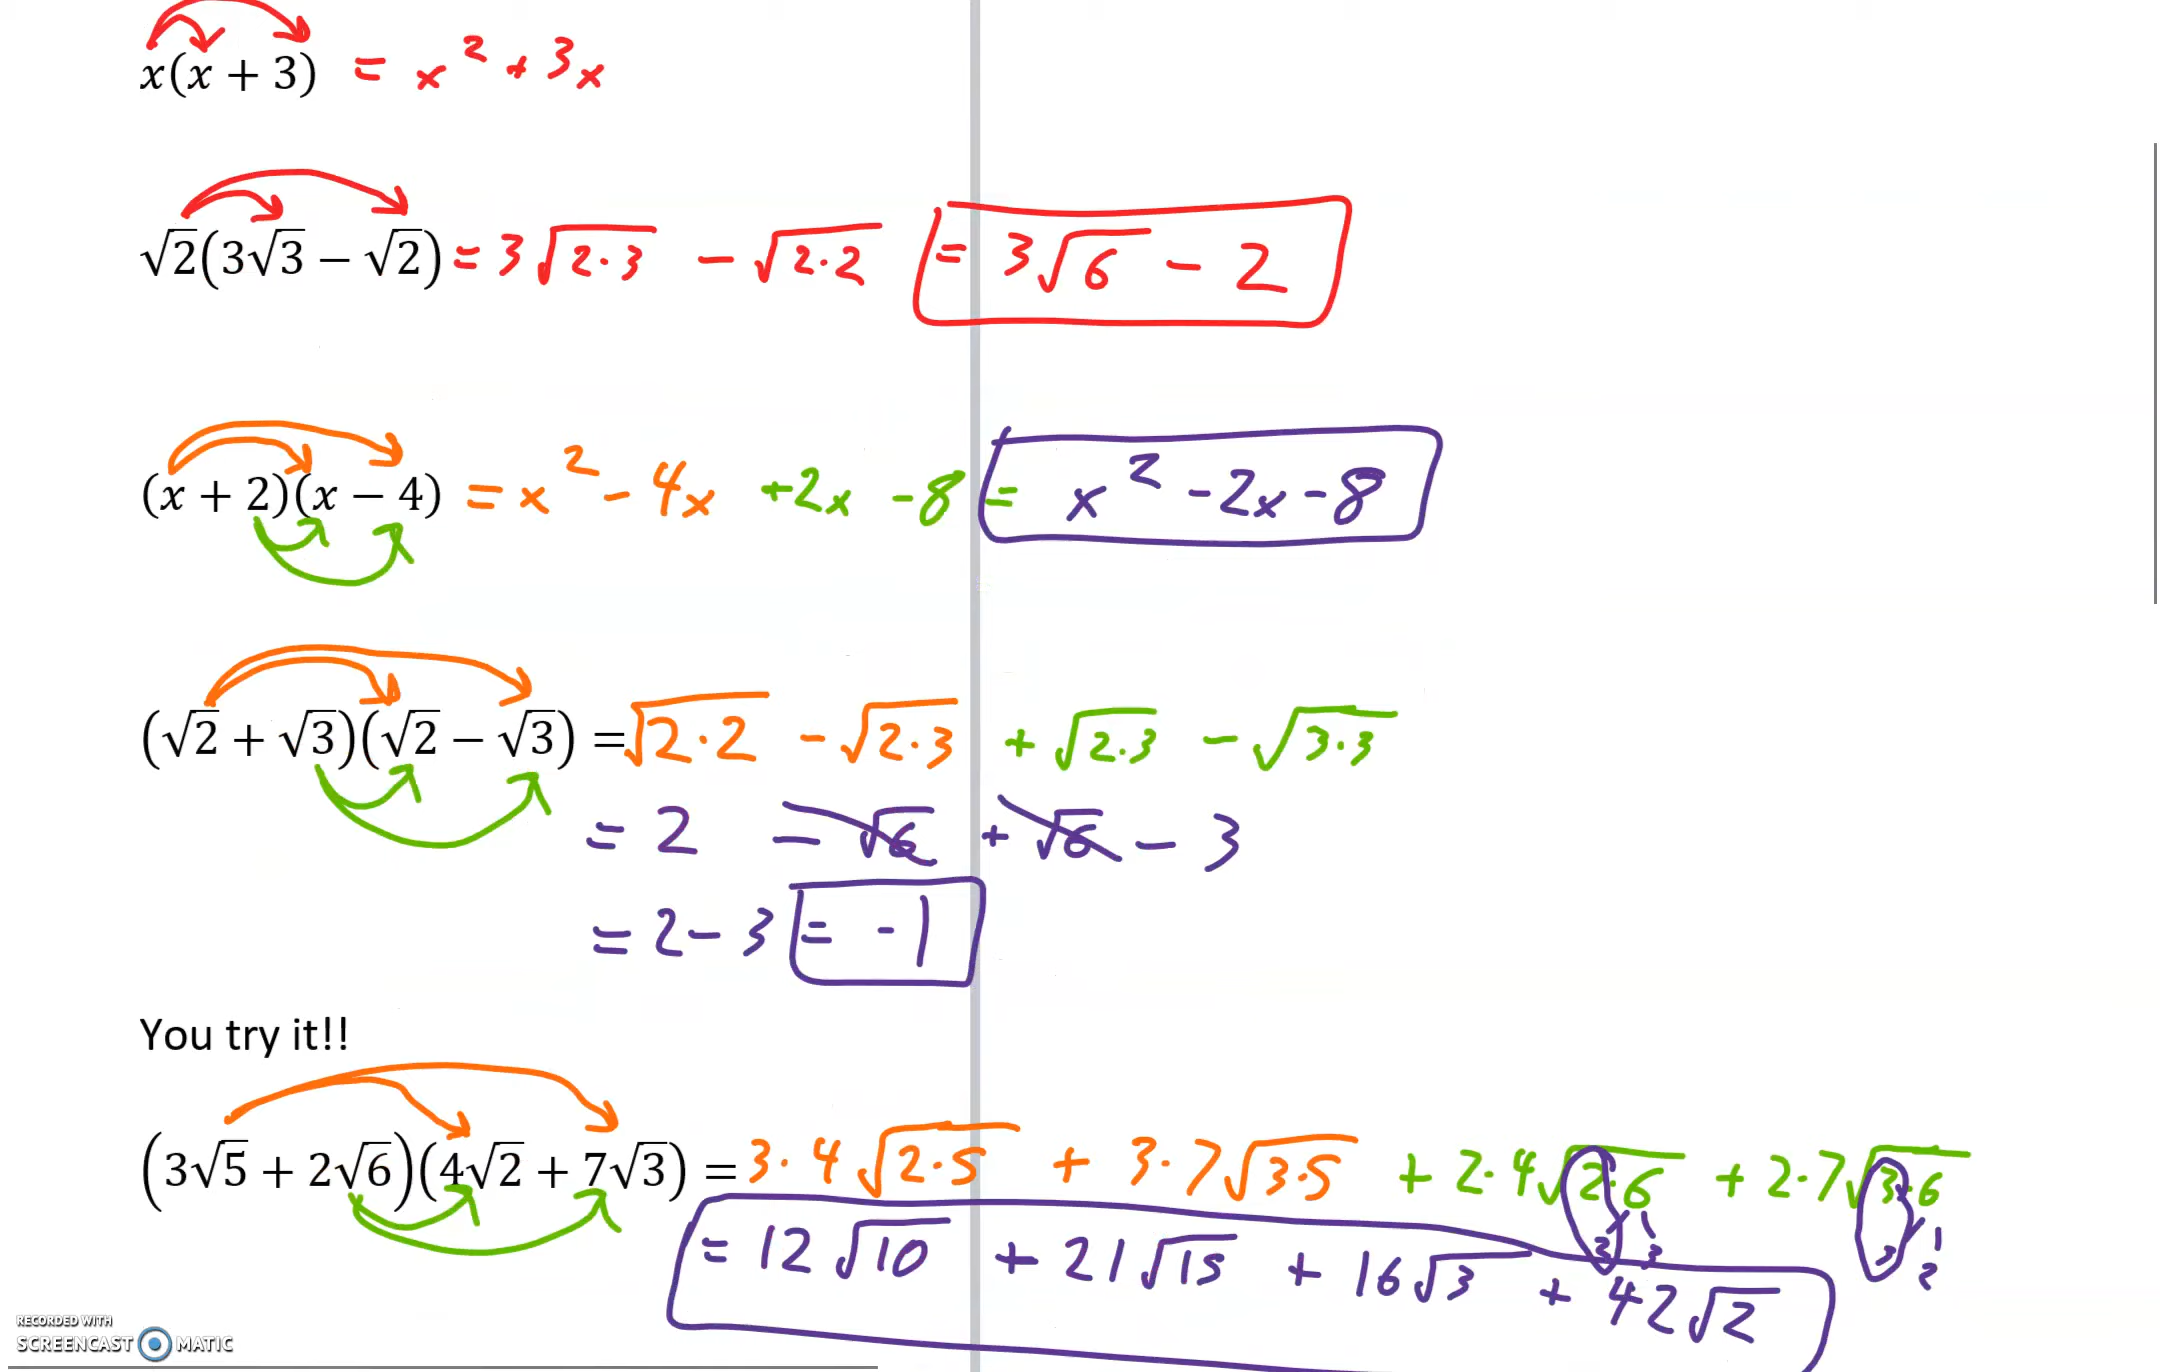 x(x + 3) = x² + 3x
√2(3√3 − √2) = 3√(2·3) − √(2·2) = 3√6 − 2
(x + 2)(x − 4) = x² − 4x + 2x − 8 = x² − 2x − 8
(√2 + √3)(√2 − √3) = √(2·2) − √(2·3) + √(2·3) − √(3·3)
= 2 − √6 + √6 − 3
= 2 − 3 = −1
You try it!!
(3√5 + 2√6)(4√2 + 7√3) = 3·4√(2·5) + 3·7√(3·5) + 2·4√(2·6) + 2·7√(3·6)
2 3 3 2
= 12√10 + 21√15 + 16√3 + 42√2
RECORDED WITH
SCREENCAST MATIC